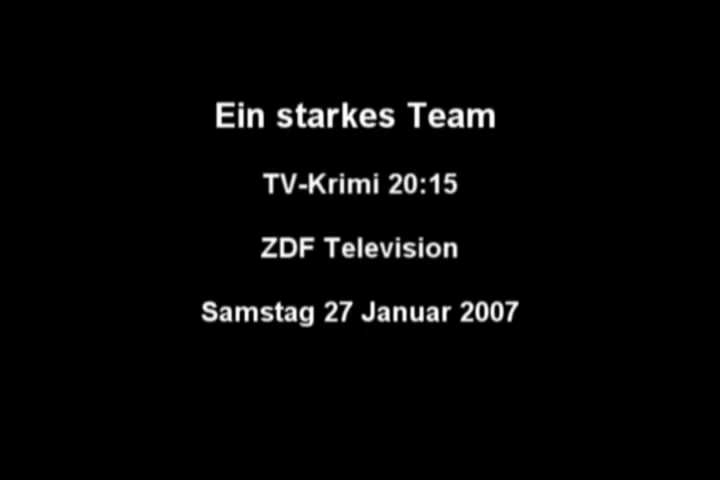 Ein starkes Team
TV-Krimi 20:15
ZDF Television
Samstag 27 Januar 2007